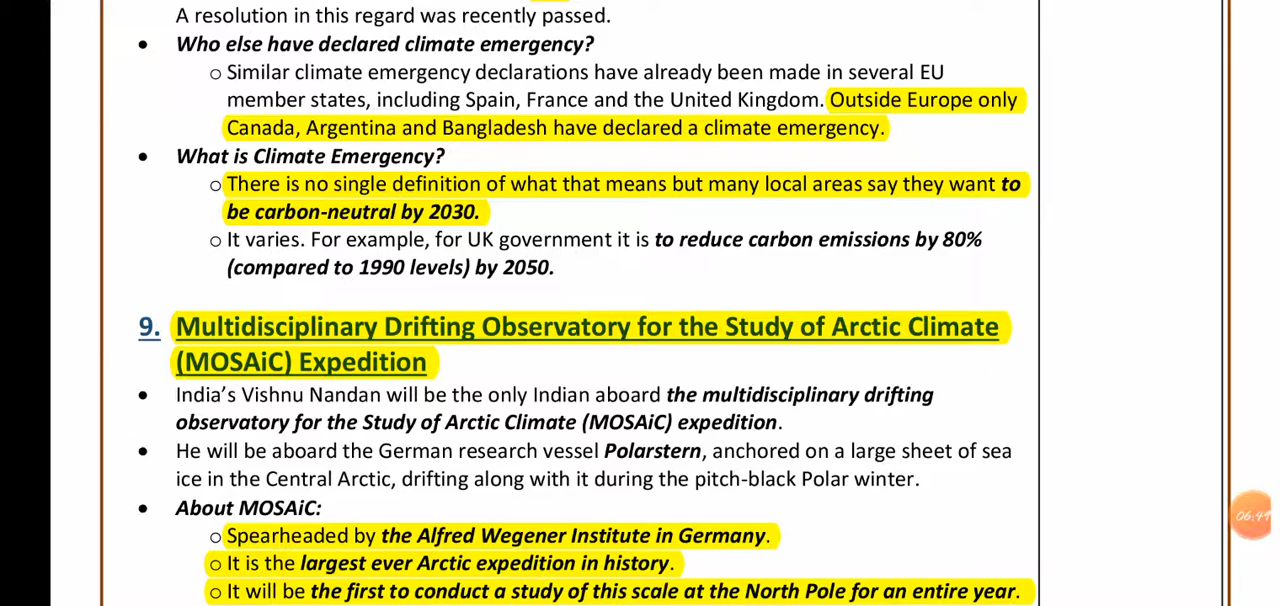 A resolution in this regard was recently passed.
• Who else have declared climate emergency?
o Similar climate emergency declarations have already been made in several EU
member states, including Spain, France and the United Kingdom. Outside Europe only
Canada, Argentina and Bangladesh have declared a climate emergency.
• What is Climate Emergency?
o There is no single definition of what that means but many local areas say they want to
be carbon-neutral by 2030.
o It varies. For example, for UK government it is to reduce carbon emissions by 80%
(compared to 1990 levels) by 2050.
9. Multidisciplinary Drifting Observatory for the Study of Arctic Climate
(MOSAiC) Expedition
• India’s Vishnu Nandan will be the only Indian aboard the multidisciplinary drifting
observatory for the Study of Arctic Climate (MOSAiC) expedition.
• He will be aboard the German research vessel Polarstern, anchored on a large sheet of sea
ice in the Central Arctic, drifting along with it during the pitch-black Polar winter.
• About MOSAiC:
o Spearheaded by the Alfred Wegener Institute in Germany.
06:49
o It is the largest ever Arctic expedition in history.
o It will be the first to conduct a study of this scale at the North Pole for an entire year.